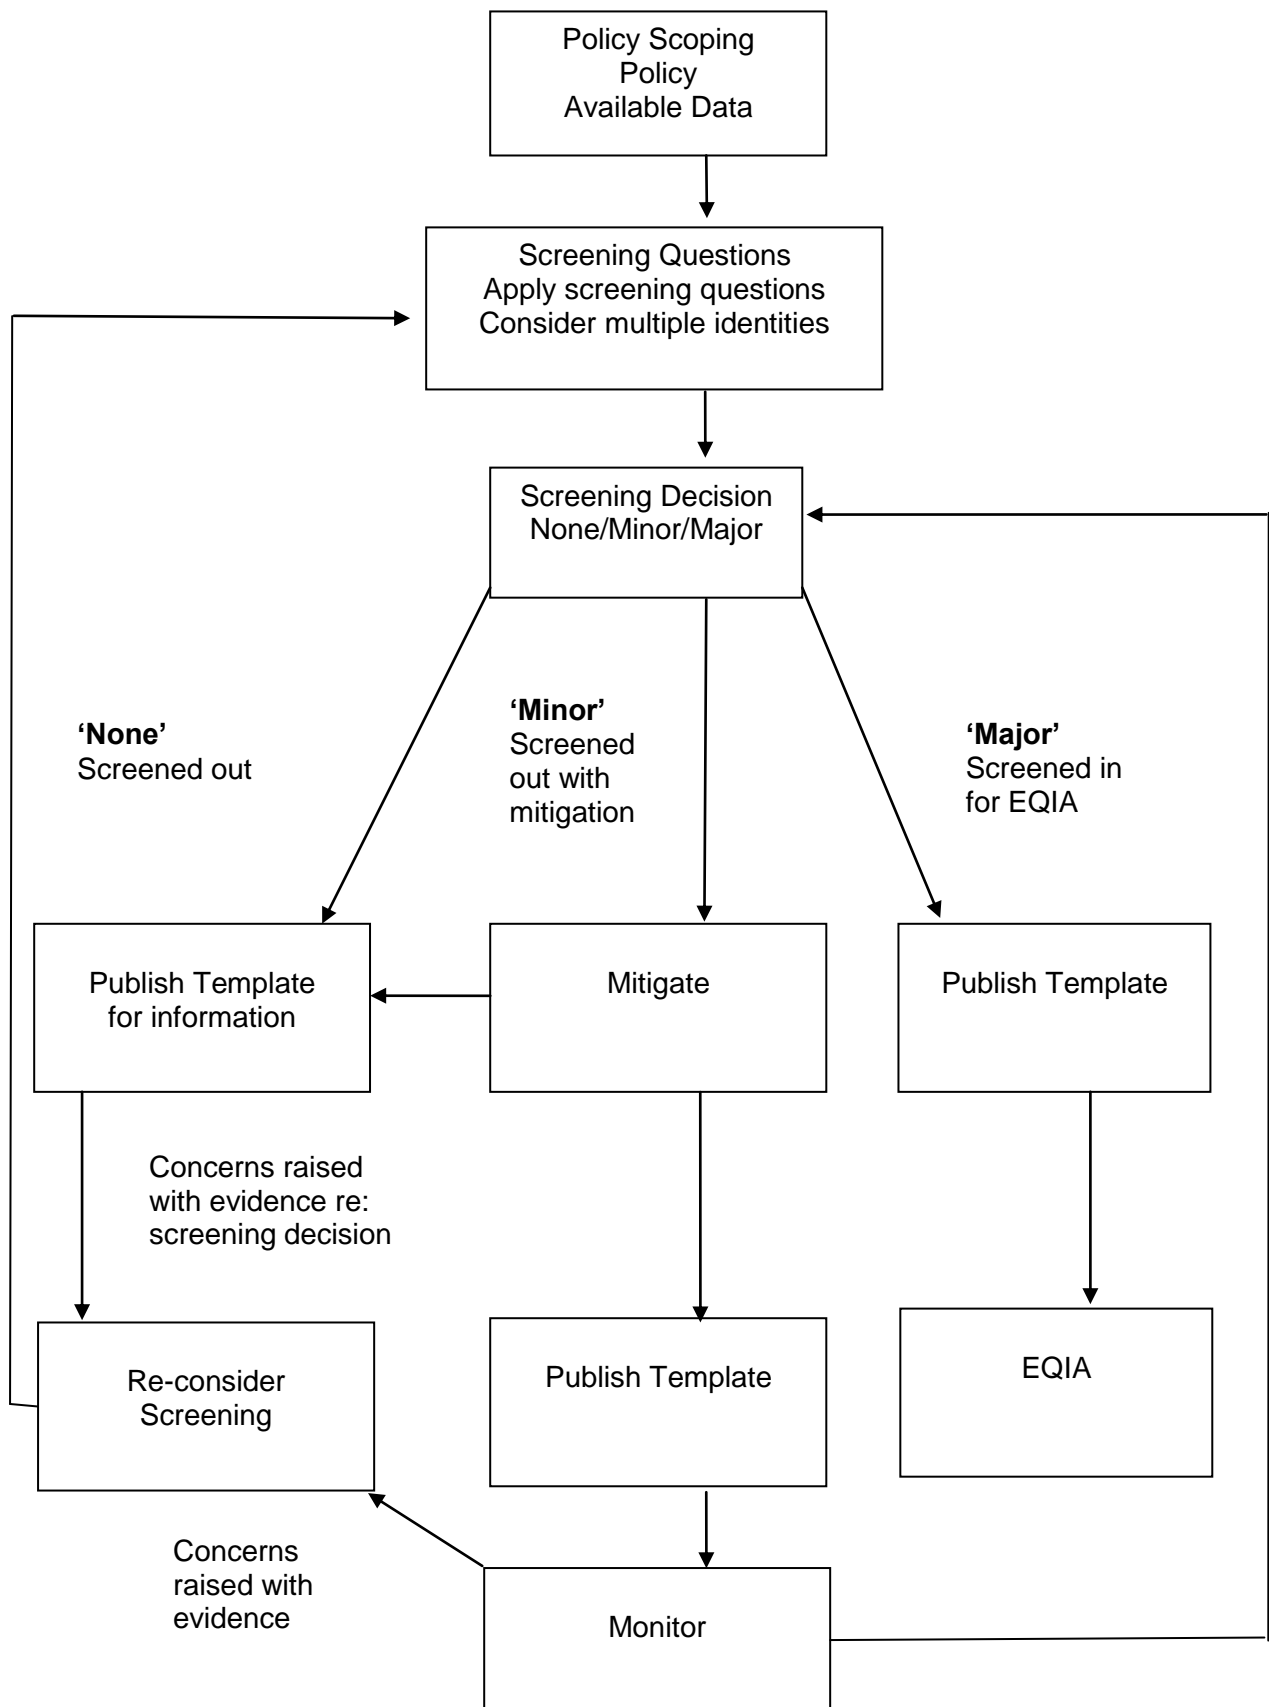 Policy Scoping
Policy
Available Data
Screening Questions
Apply screening questions
Consider multiple identities
Screening Decision
None/Minor/Major
‘None’
Screened out
‘Minor’
Screened
out with
mitigation
‘Major’
Screened in
for EQIA
Publish Template
for information
Mitigate
Publish Template
Concerns raised
with evidence re:
screening decision
Re-consider
Screening
Publish Template
EQIA
Concerns
raised with
evidence
Monitor